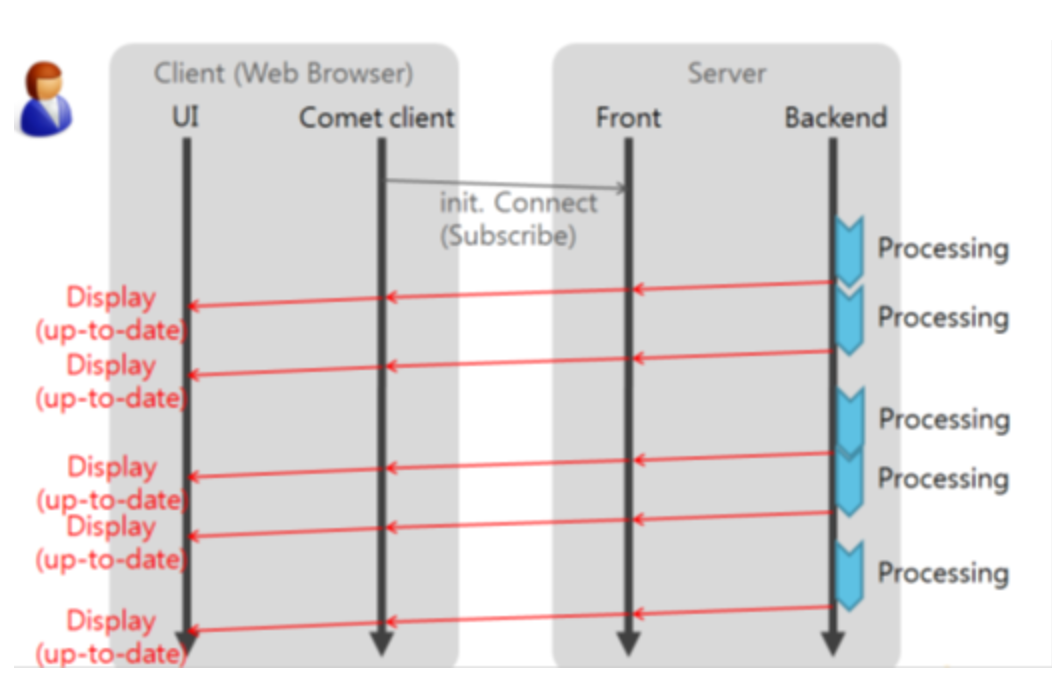 Client (Web Browser)
Server
UI
Comet client
Front
Backend
init. Connect
(Subscribe)
Processing
Display
(up-to-date)
Processing
Display
(up-to-date)
Processing
Display
(up-to-date)
Processing
Display
(up-to-date)
Processing
Display
(up-to-date)